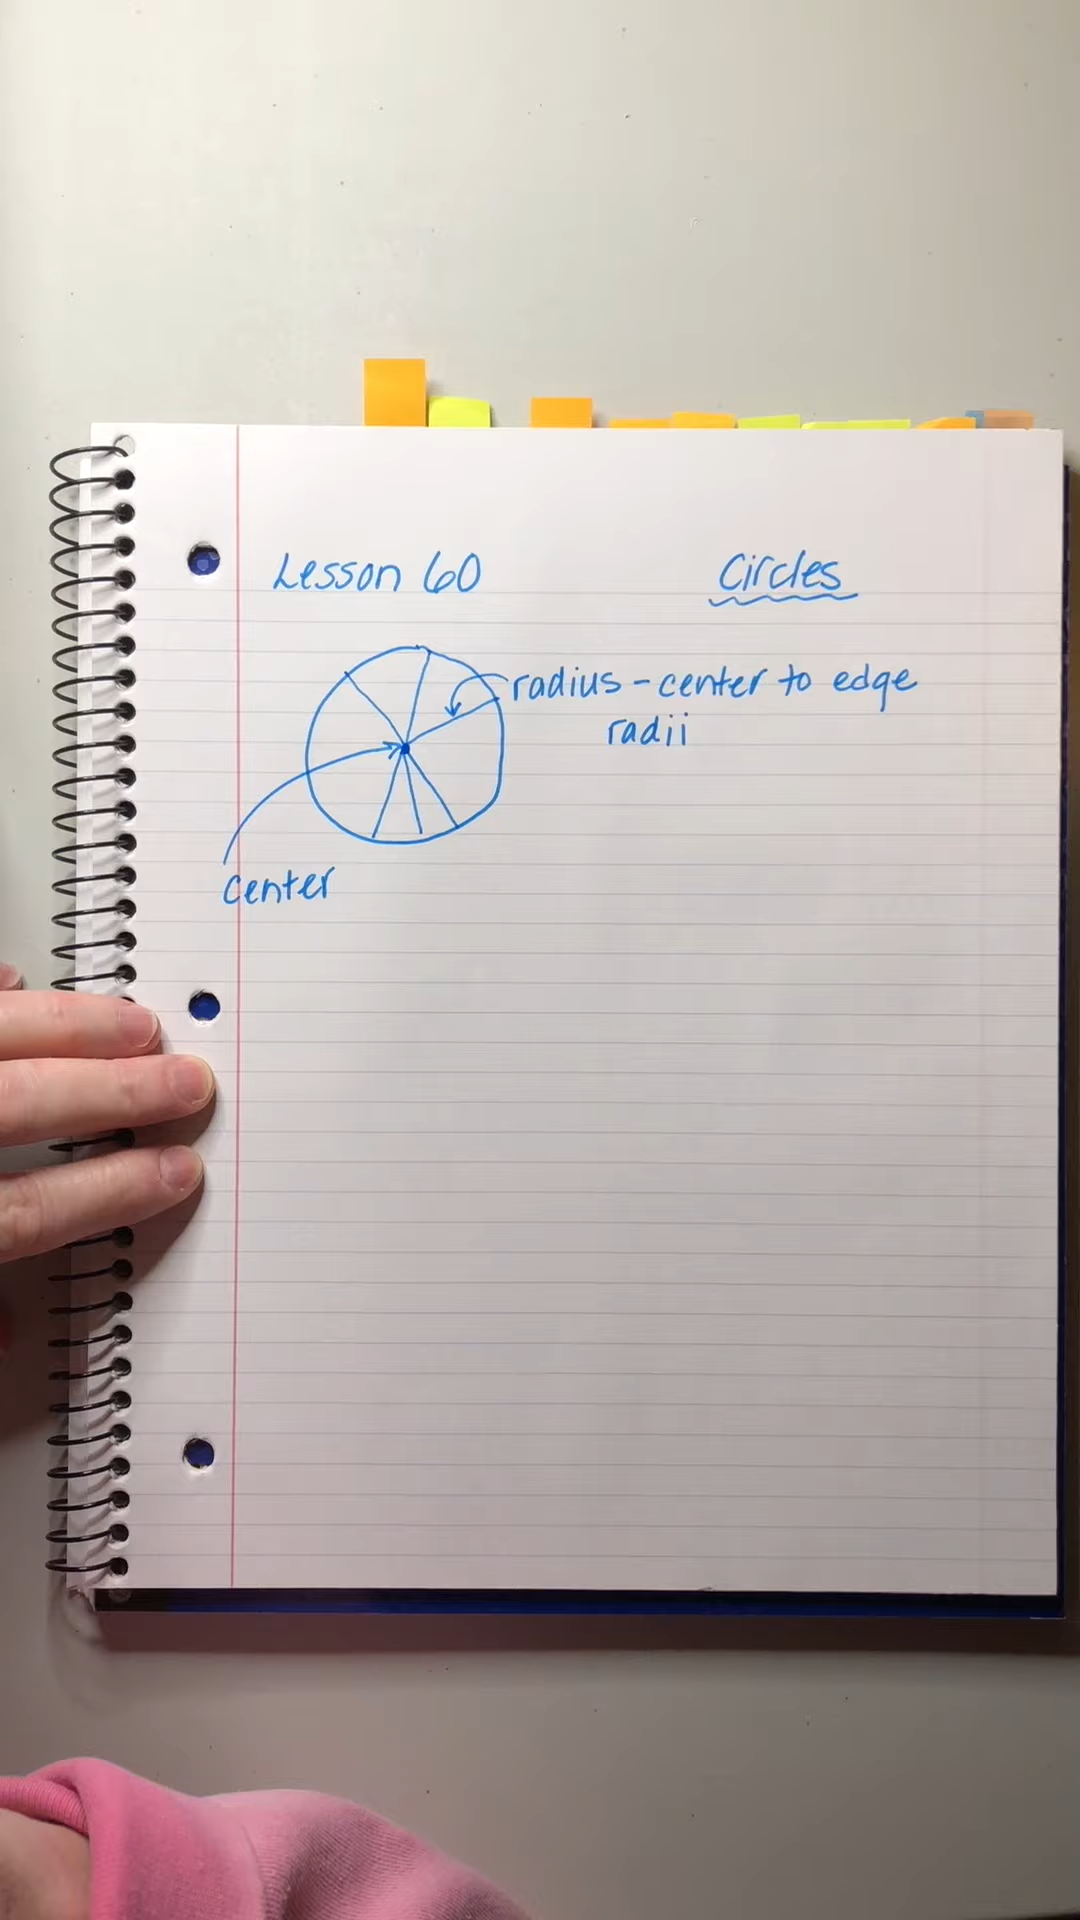 Lesson 60
Circles
radius - center to edge
radii
center